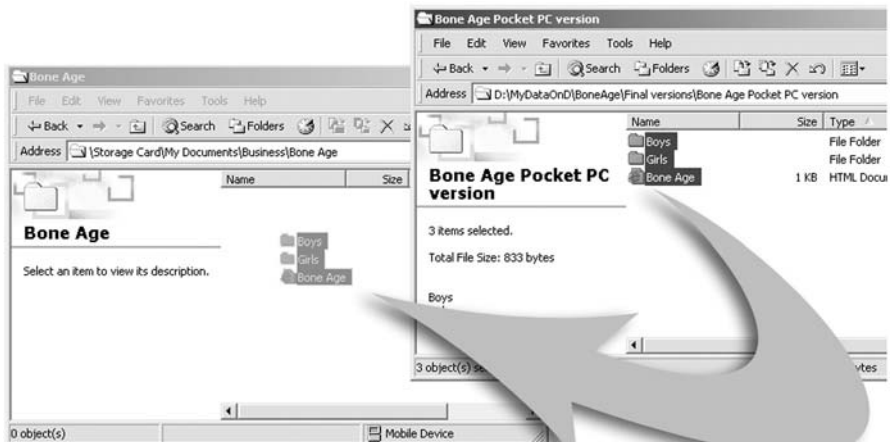 Bone Age Pocket PC version
File Edit View Favorites Tools Help
Back Search Folders
Address D:\MyDataOnD\BoneAge\Final versions\Bone Age Pocket PC version
Name Size Type
Boys File Folder
Girls File Folder
Bone Age 1 KB HTML Docu
Bone Age Pocket PC
version
3 items selected.
Total File Size: 833 bytes
Boys
3 object(s) se
bytes
Bone Age
File Edit View Favorites Tools Help
Back Search Folders
Address \Storage Card\My Documents\Business\Bone Age
Name Size
Bone Age
Select an item to view its description.
Boys
Girls
Bone Age
0 object(s) Mobile Device